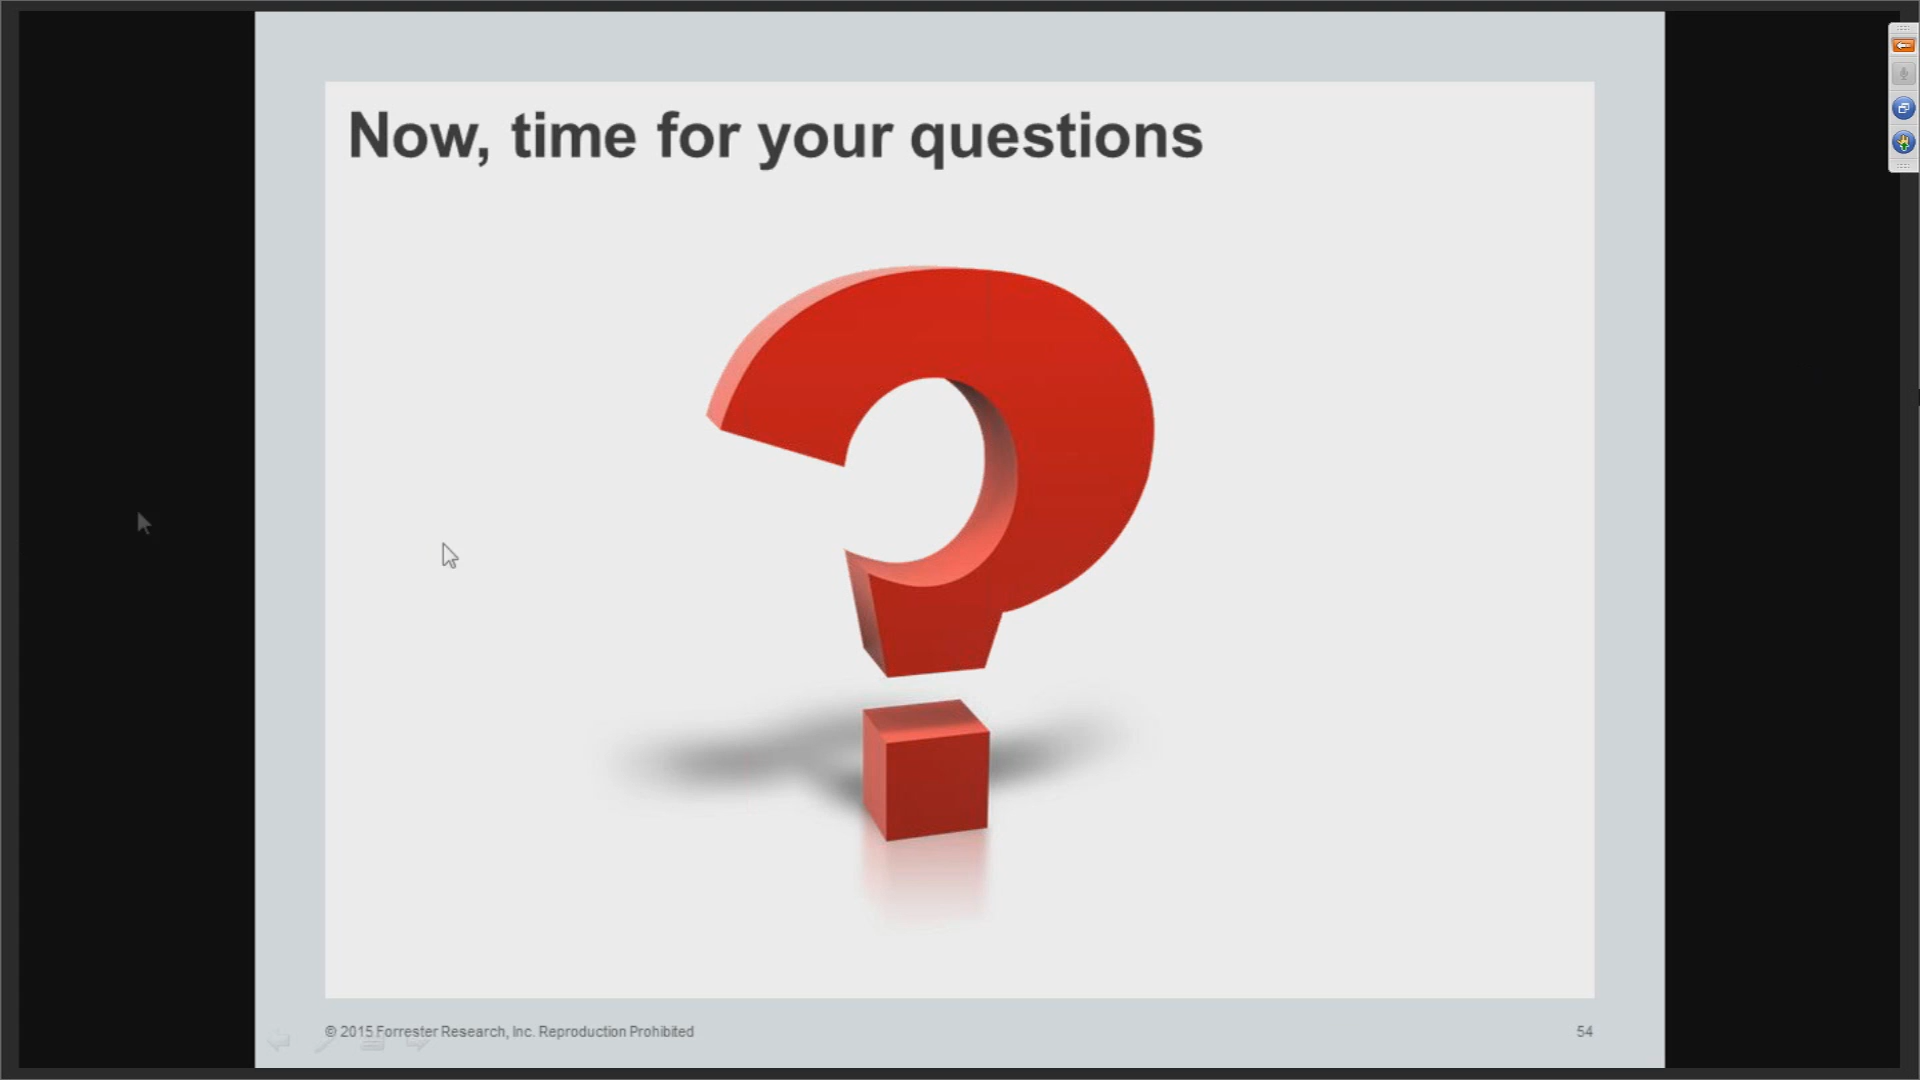 Now, time for your questions
?
© 2015 Forrester Research, Inc. Reproduction Prohibited
54